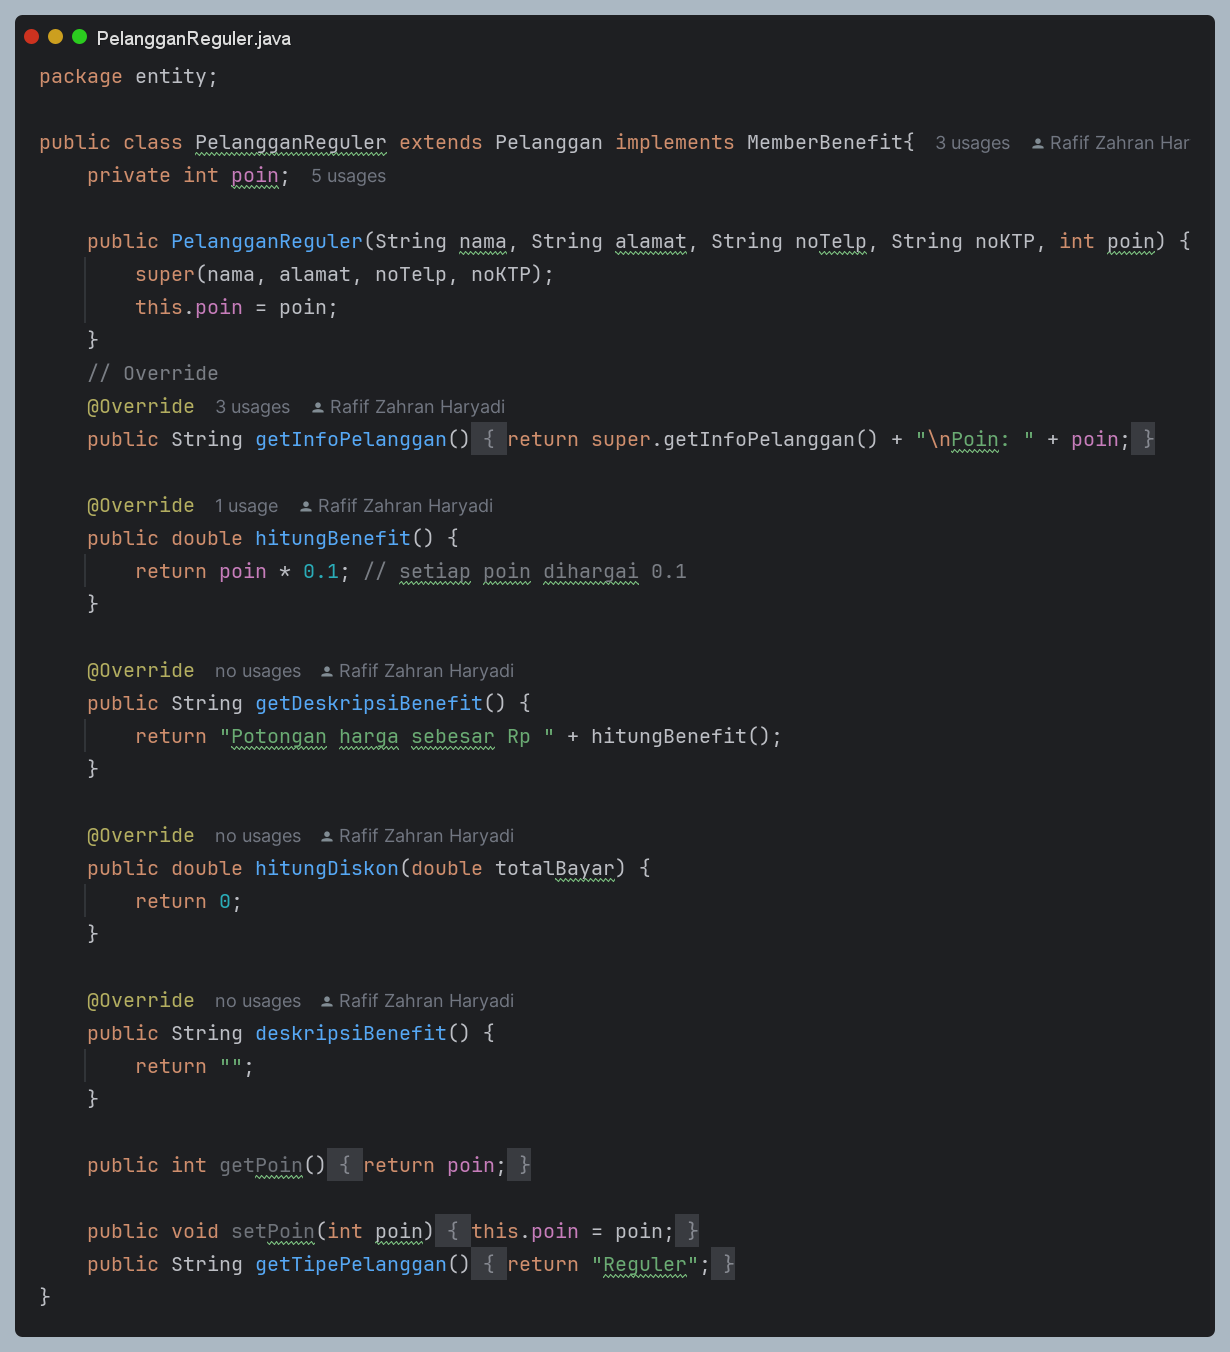 PelangganReguler.java
package entity;
public class PelangganReguler extends Pelanggan implements MemberBenefit{ 3 usages Rafif Zahran Har
private int poin; 5 usages
public PelangganReguler(String nama, String alamat, String noTelp, String noKTP, int poin) {
super(nama, alamat, noTelp, noKTP);
this.poin = poin;
}
// Override
@Override 3 usages Rafif Zahran Haryadi
public String getInfoPelanggan() { return super.getInfoPelanggan() + "\nPoin: " + poin; }
@Override 1 usage Rafif Zahran Haryadi
public double hitungBenefit() {
return poin * 0.1; // setiap poin dihargai 0.1
}
@Override no usages Rafif Zahran Haryadi
public String getDeskripsiBenefit() {
return "Potongan harga sebesar Rp " + hitungBenefit();
}
@Override no usages Rafif Zahran Haryadi
public double hitungDiskon(double totalBayar) {
return 0;
}
@Override no usages Rafif Zahran Haryadi
public String deskripsiBenefit() {
return "";
}
public int getPoin() { return poin; }
public void setPoin(int poin) { this.poin = poin; }
public String getTipePelanggan() { return "Reguler"; }
}